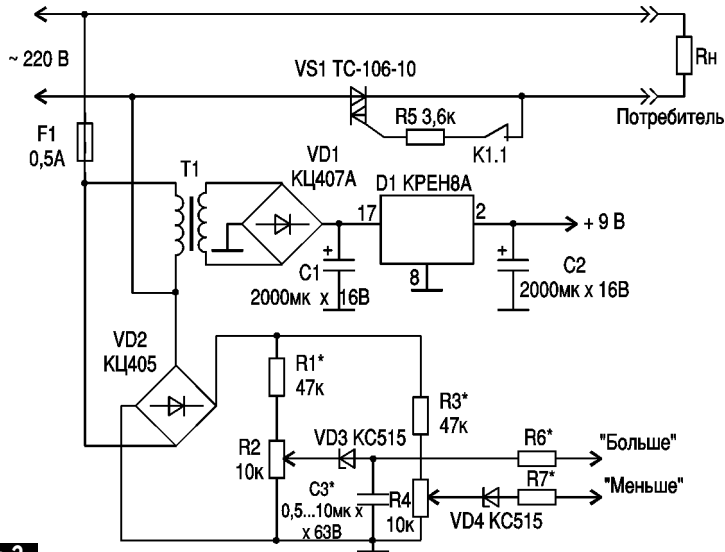 ~ 220 В
VS1 ТС-106-10
Rн
R5 3,6к
Потребитель
F1
0,5А
K1.1
T1
VD1
КЦ407А
D1 КРЕН8А
17
2
+ 9 В
+
+
C1
8
C2
2000мк х 16В
2000мк х 16В
VD2
КЦ405
R1*
47к
R3*
47к
R2
10к
VD3 КС515
R6*
"Больше"
C3*
0,5...10мк х
х 63В
R4
10к
R7*
"Меньше"
VD4 КС515